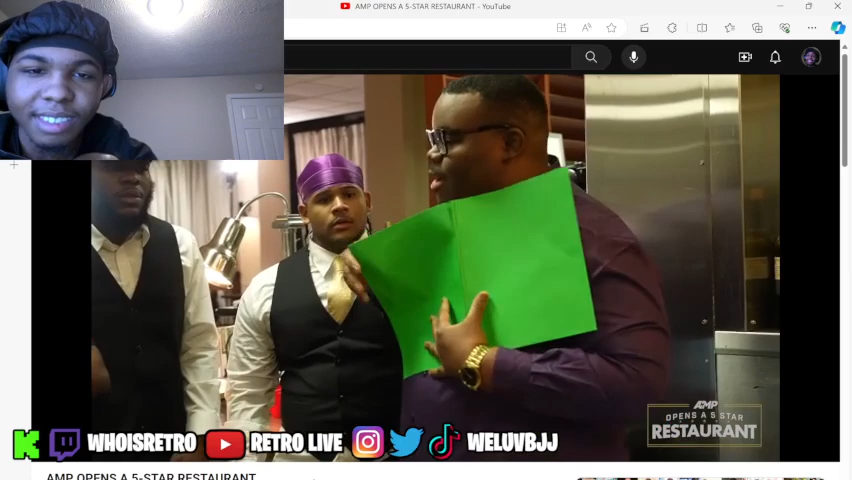 AMP OPENS A 5-STAR RESTAURANT - YouTube
AMP
OPENS A 5 STAR
RESTAURANT
WHOISRETRO
RETRO LIVE
WELUVBJJ
AMP OPENS A 5-STAR RESTAURANT